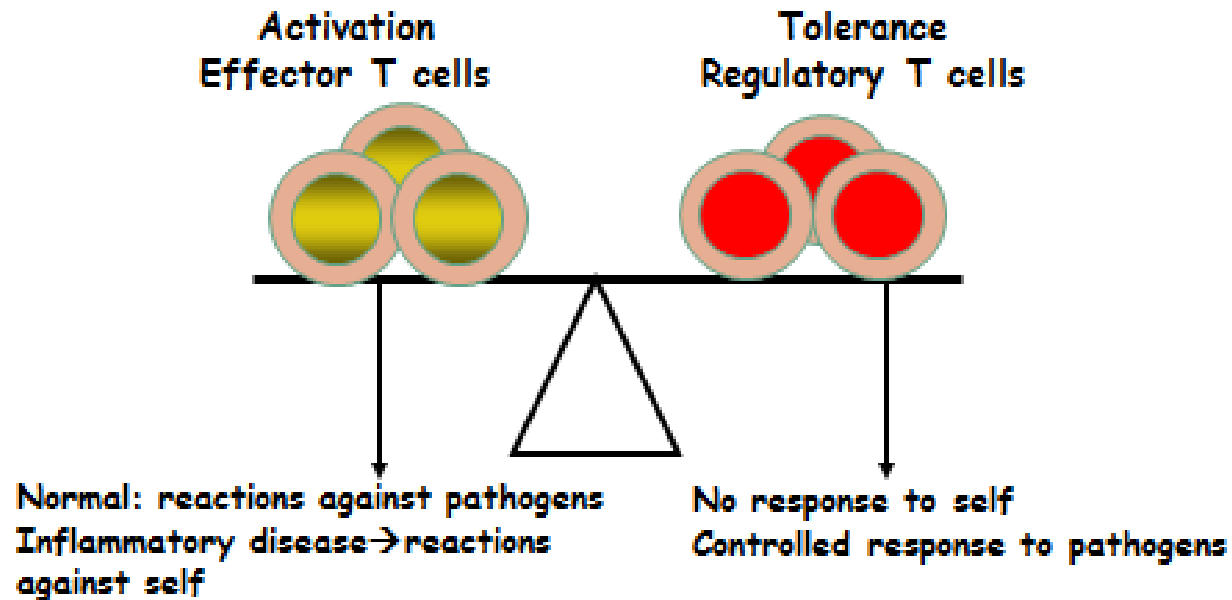 Activation
Effector T cells
Tolerance
Regulatory T cells
Normal: reactions against pathogens
Inflammatory disease→reactions
against self
No response to self
Controlled response to pathogens